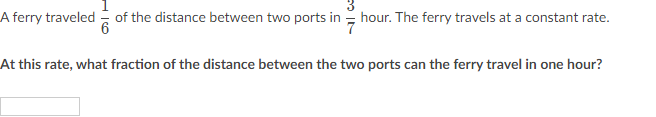 A ferry traveled 1/6 of the distance between two ports in 3/7 hour. The ferry travels at a constant rate.
At this rate, what fraction of the distance between the two ports can the ferry travel in one hour?